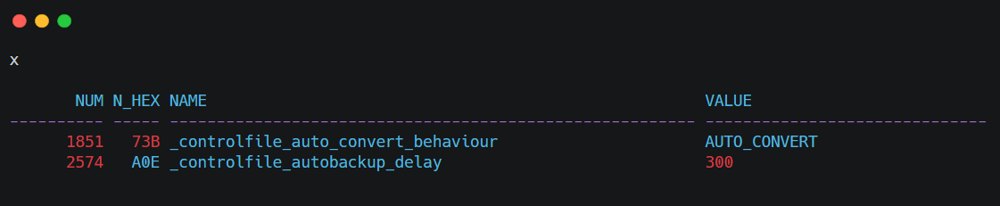 x
NUM N_HEX NAME VALUE
---------- ----- -------------------------------------------------------- ------------------------------
1851 73B _controlfile_auto_convert_behaviour AUTO_CONVERT
2574 A0E _controlfile_autobackup_delay 300